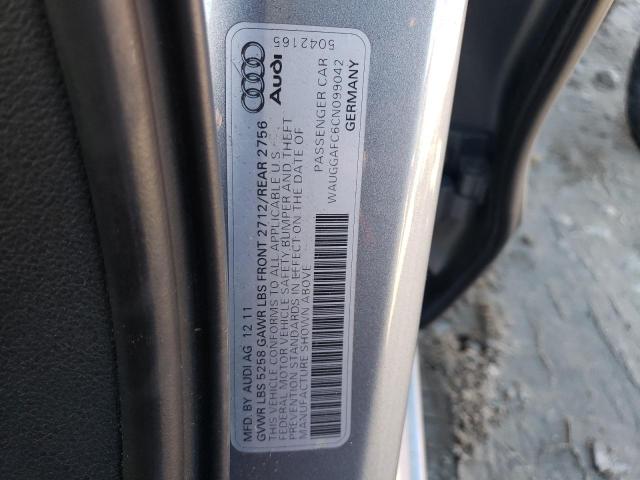 MFD. BY AUDI AG 12 11
GVWR LBS 5258 GAWR LBS FRONT 2712/REAR 2756
THIS VEHICLE CONFORMS TO ALL APPLICABLE U S
FEDERAL MOTOR VEHICLE SAFETY BUMPER AND THEFT
PREVENTION STANDARDS IN EFFECT ON THE DATE OF
MANUFACTURE SHOWN ABOVE
5042165
Audi
PASSENGER CAR
WAUGGAFC6CN099042
GERMANY